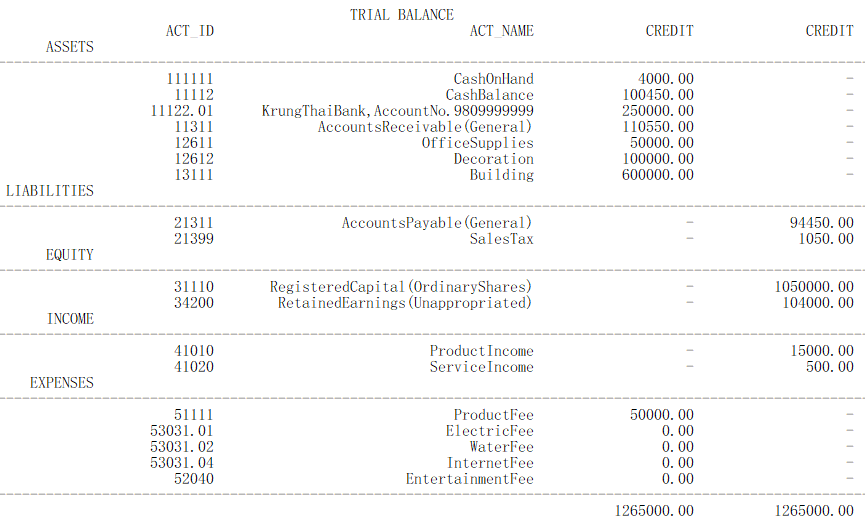 TRIAL BALANCE
ACT_ID ACT_NAME CREDIT CREDIT
ASSETS
111111 CashOnHand 4000.00 -
11112 CashBalance 100450.00 -
11122.01 KrungThaiBank,AccountNo.9809999999 250000.00 -
11311 AccountsReceivable(General) 110550.00 -
12611 OfficeSupplies 50000.00 -
12612 Decoration 100000.00 -
13111 Building 600000.00 -
LIABILITIES
21311 AccountsPayable(General) - 94450.00
21399 SalesTax - 1050.00
EQUITY
31110 RegisteredCapital(OrdinaryShares) - 1050000.00
34200 RetainedEarnings(Unappropriated) - 104000.00
INCOME
41010 ProductIncome - 15000.00
41020 ServiceIncome - 500.00
EXPENSES
51111 ProductFee 50000.00 -
53031.01 ElectricFee 0.00 -
53031.02 WaterFee 0.00 -
53031.04 InternetFee 0.00 -
52040 EntertainmentFee 0.00 -
1265000.00 1265000.00